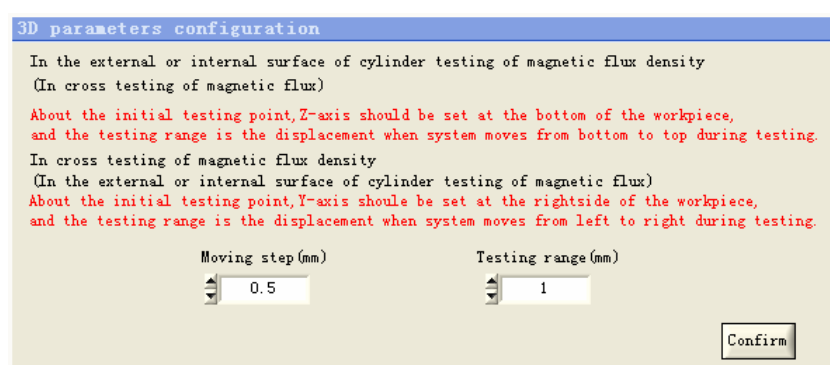 3D parameters configuration
In the external or internal surface of cylinder testing of magnetic flux density
(In cross testing of magnetic flux)
About the initial testing point,Z-axis should be set at the bottom of the workpiece,
and the testing range is the displacement when system moves from bottom to top during testing.
In cross testing of magnetic flux density
(In the external or internal surface of cylinder testing of magnetic flux)
About the initial testing point,Y-axis shoule be set at the rightside of the workpiece,
and the testing range is the displacement when system moves from left to right during testing.
Moving step(mm) Testing range(mm)
0.5 1
Confirm